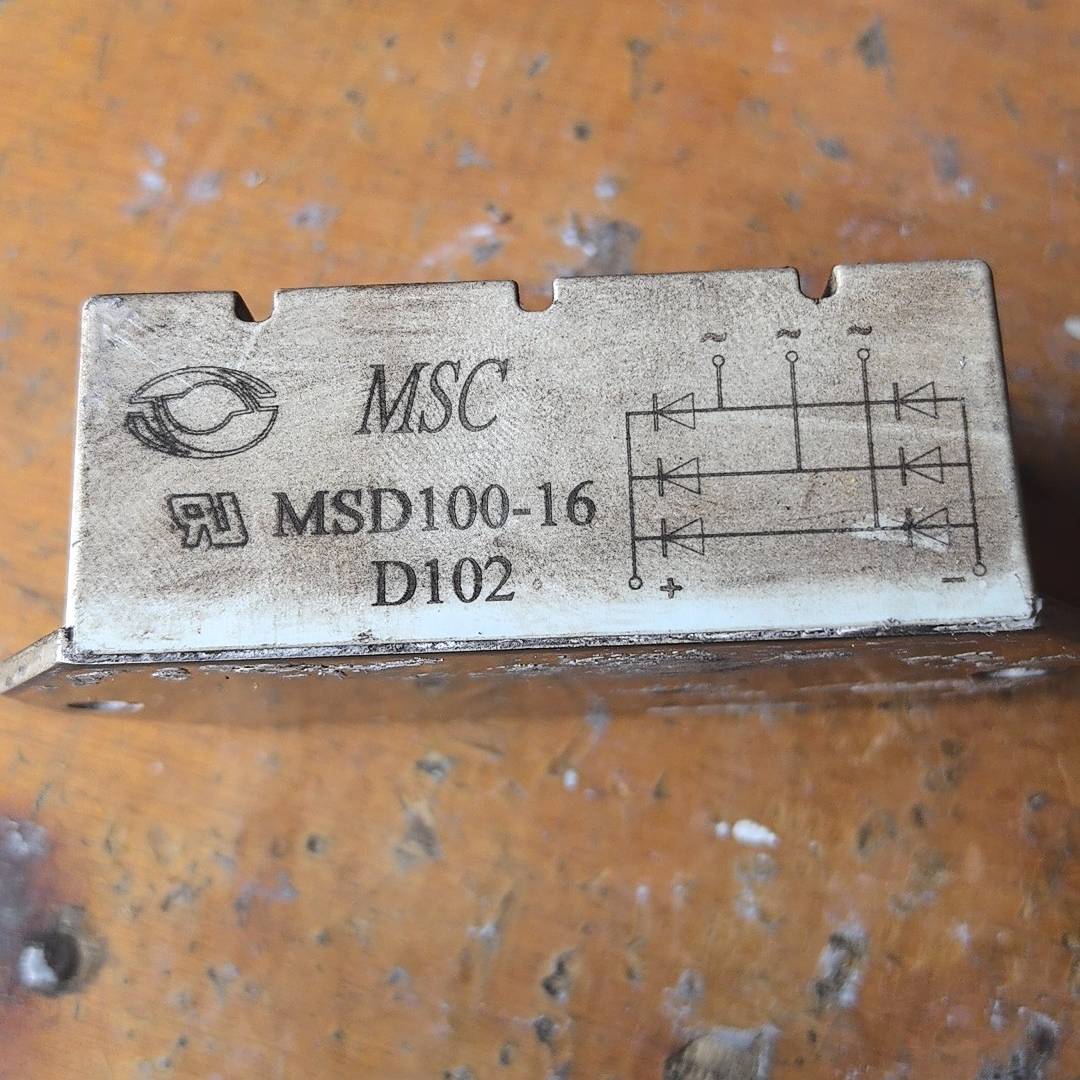 MSC
MSD100-16
D102
~ ~ ~
+ −